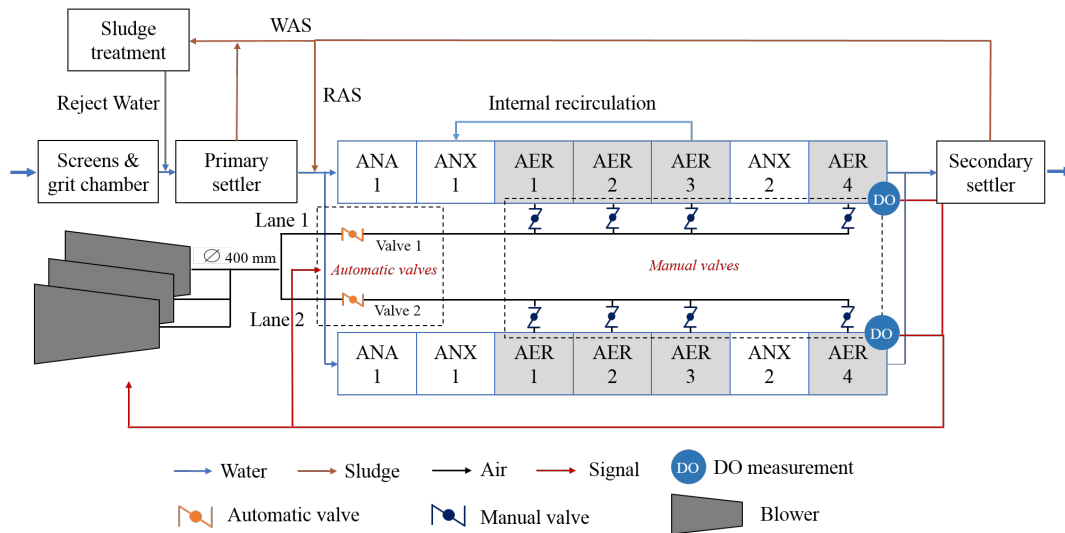 Sludge
treatment
WAS
Reject Water
RAS
Internal recirculation
Screens &
grit chamber
Primary
settler
ANA
1
ANX
1
AER
1
AER
2
AER
3
ANX
2
AER
4
Secondary
settler
DO
Lane 1
∅ 400 mm
Valve 1
Automatic valves
Manual valves
Valve 2
Lane 2
DO
ANA
1
ANX
1
AER
1
AER
2
AER
3
ANX
2
AER
4
Water
Sludge
Air
Signal
DO
DO measurement
Automatic valve
Manual valve
Blower